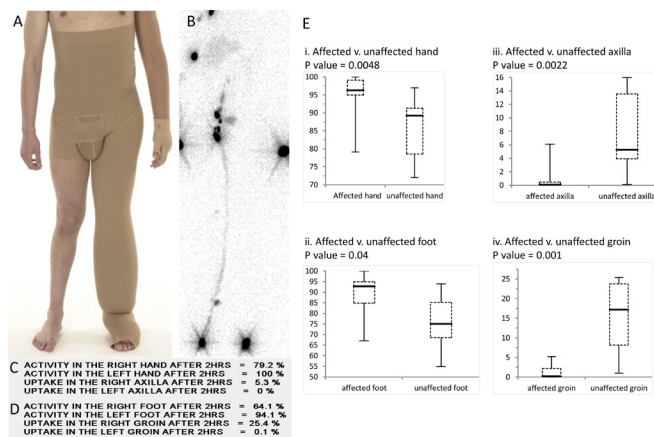 A
B
E
i. Affected v. unaffected hand
P value = 0.0048
100
95
90
85
80
75
70
Affected hand unaffected hand
iii. Affected v. unaffected axilla
P value = 0.0022
16
14
12
10
8
6
4
2
0
affected axilla unaffected axilla
ii. Affected v. unaffected foot
P value = 0.04
100
95
90
85
80
75
70
65
60
55
50
affected foot unaffected foot
iv. Affected v. unaffected groin
P value = 0.001
25
20
15
10
5
0
affected groin unaffected groin
C ACTIVITY IN THE RIGHT HAND AFTER 2HRS = 79.2 %
ACTIVITY IN THE LEFT HAND AFTER 2HRS = 100 %
UPTAKE IN THE RIGHT AXILLA AFTER 2HRS = 5.3 %
UPTAKE IN THE LEFT AXILLA AFTER 2HRS = 0 %
D ACTIVITY IN THE RIGHT FOOT AFTER 2HRS = 64.1 %
ACTIVITY IN THE LEFT FOOT AFTER 2HRS = 94.1 %
UPTAKE IN THE RIGHT GROIN AFTER 2HRS = 25.4 %
UPTAKE IN THE LEFT GROIN AFTER 2HRS = 0.1 %